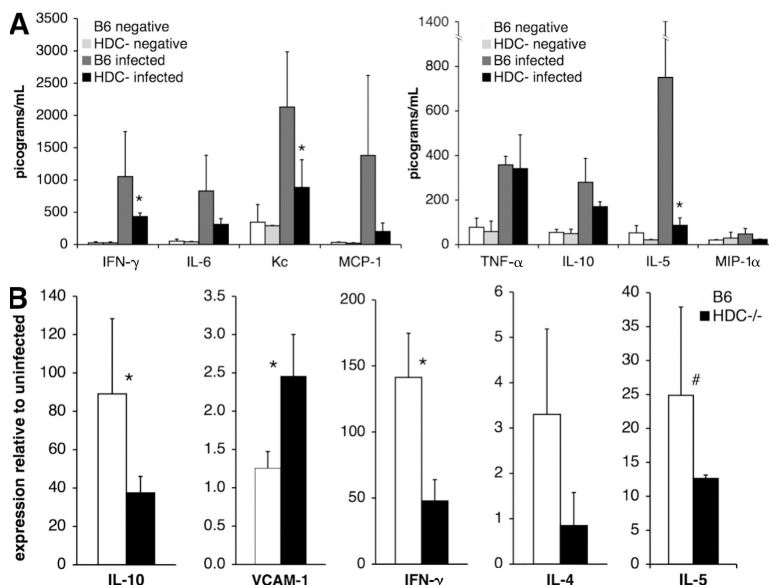 A
B6 negative
HDC- negative
B6 infected
HDC- infected
picograms/mL
3500
3000
2500
2000
1500
1000
500
0
*
*
IFN-γ IL-6 Kc MCP-1
B6 negative
HDC- negative
B6 infected
HDC- infected
picograms/mL
1400
800
600
400
200
0
*
TNF-α IL-10 IL-5 MIP-1α
B
expression relative to uninfected
140
120
100
80
60
40
20
0
*
IL-10
3.5
3.0
2.5
2.0
1.5
1.0
0.5
0.0
*
VCAM-1
200
150
100
50
0
*
IFN-γ
6
5
4
3
2
1
0
IL-4
B6
HDC-/-
40
35
30
25
20
15
10
5
0
#
IL-5